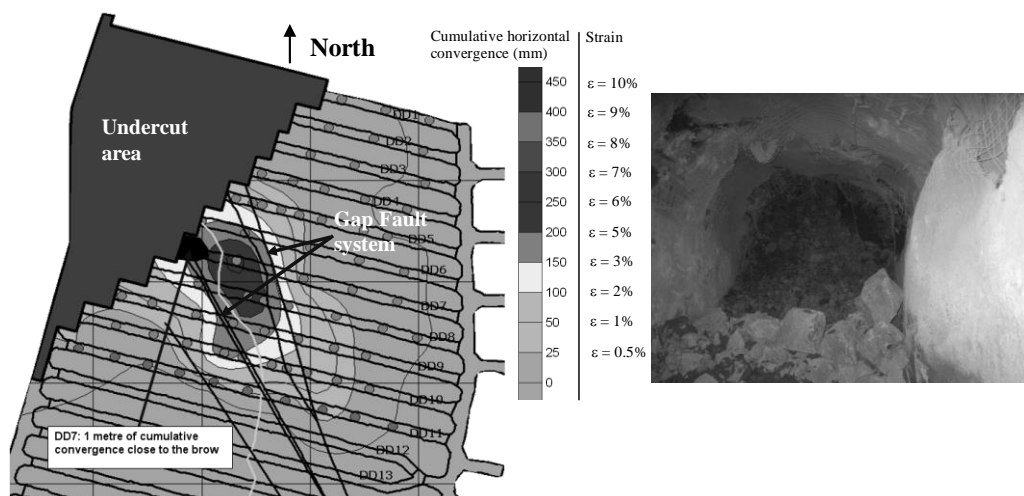 North
Undercut
area
Gap Fault
system
DD1
DD2
DD3
DD4
DD5
DD6
DD7
DD8
DD9
DD10
DD11
DD12
DD13
DD7: 1 metre of cumulative
convergence close to the brow
Cumulative horizontal
convergence (mm)
450
400
350
300
250
200
150
100
50
25
0
Strain
ε = 10%
ε = 9%
ε = 8%
ε = 7%
ε = 6%
ε = 5%
ε = 3%
ε = 2%
ε = 1%
ε = 0.5%